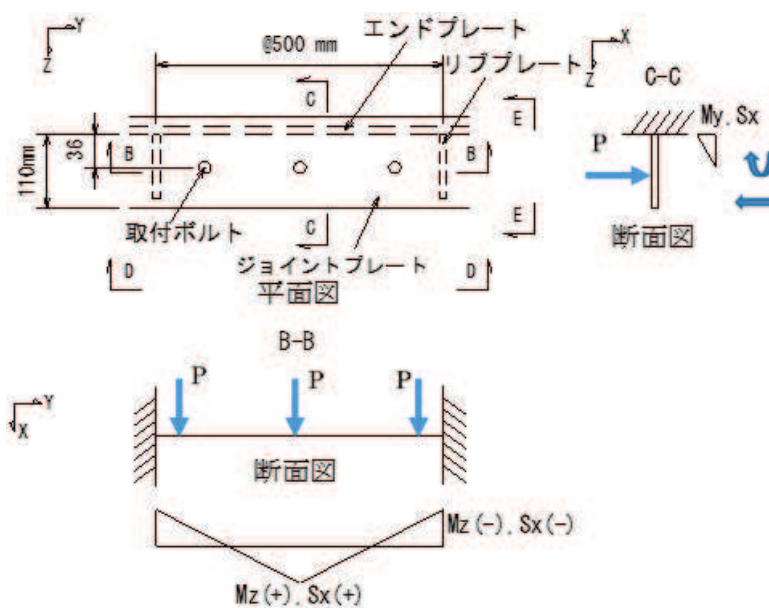 Y
Z
@500 mm
エンドプレート
リブプレート
X
Z
C-C
C
E
B
B
36
110mm
My.Sx
P
断面図
取付ボルト
C
E
ジョイントプレート
D
D
平面図
B-B
P
P
P
Y
X
断面図
Mz(-).Sx(-)
Mz(+).Sx(+)